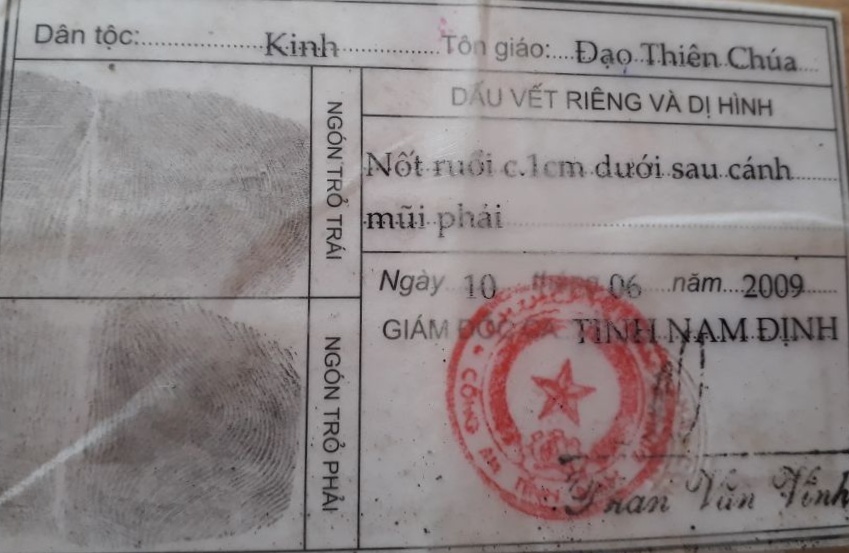 Dân tộc: Kinh Tôn giáo: Đạo Thiên Chúa
NGÓN TRỎ TRÁI
DẤU VẾT RIÊNG VÀ DỊ HÌNH
Nốt ruồi c.1cm dưới sau cánh
mũi phải
Ngày 10 tháng 06 năm 2009
GIÁM ĐỐC CA TỈNH NAM ĐỊNH
NGÓN TRỎ PHẢI
CÔNG AN TỈNH
Phan Văn Vĩnh